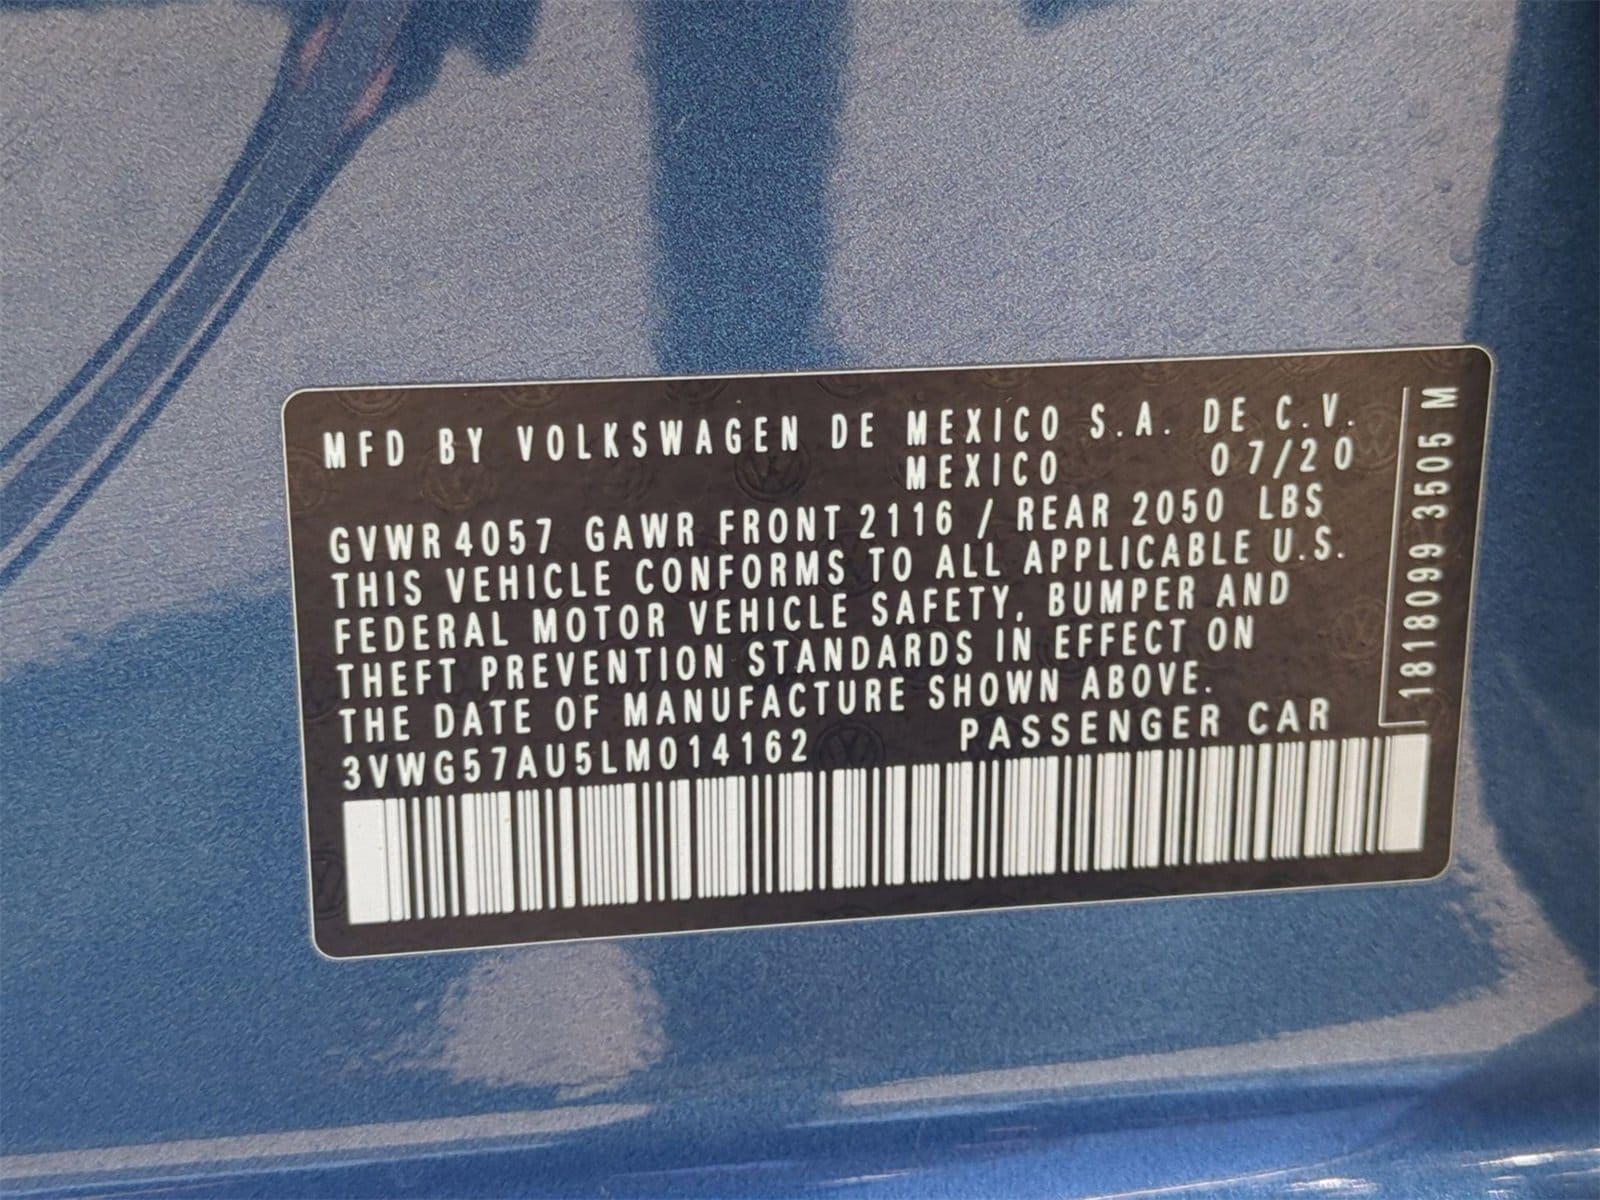 MFD BY VOLKSWAGEN DE MEXICO S.A. DE C.V.
MEXICO 07/20
GVWR 4057 GAWR FRONT 2116 / REAR 2050 LBS
THIS VEHICLE CONFORMS TO ALL APPLICABLE U.S.
FEDERAL MOTOR VEHICLE SAFETY, BUMPER AND
THEFT PREVENTION STANDARDS IN EFFECT ON
THE DATE OF MANUFACTURE SHOWN ABOVE.
3VWG57AU5LM014162 PASSENGER CAR
1818099 3505 M